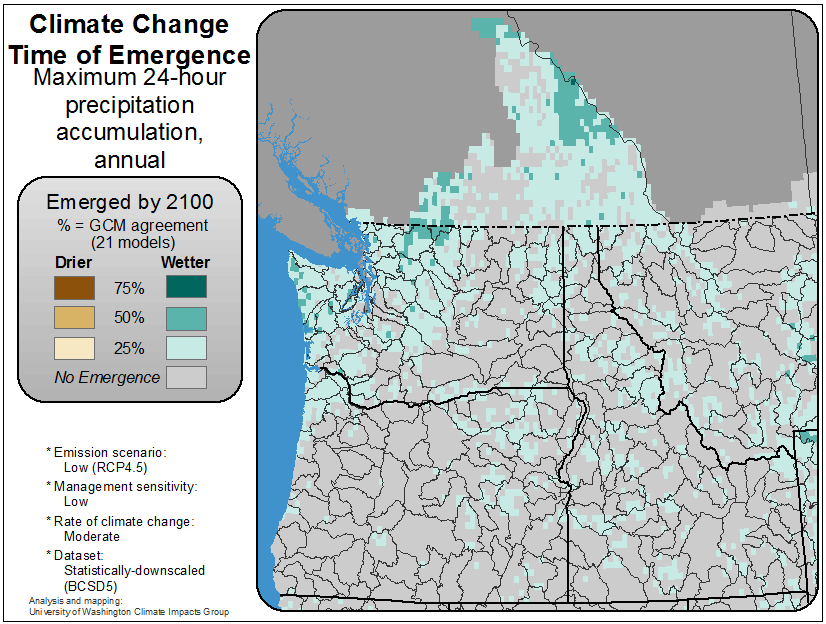 Climate Change
Time of Emergence
Maximum 24-hour
precipitation
accumulation,
annual
Emerged by 2100
% = GCM agreement
(21 models)
Drier Wetter
75%
50%
25%
No Emergence
* Emission scenario:
Low (RCP4.5)
* Management sensitivity:
Low
* Rate of climate change:
Moderate
* Dataset:
Statistically-downscaled
(BCSD5)
Analysis and mapping:
University of Washington Climate Impacts Group